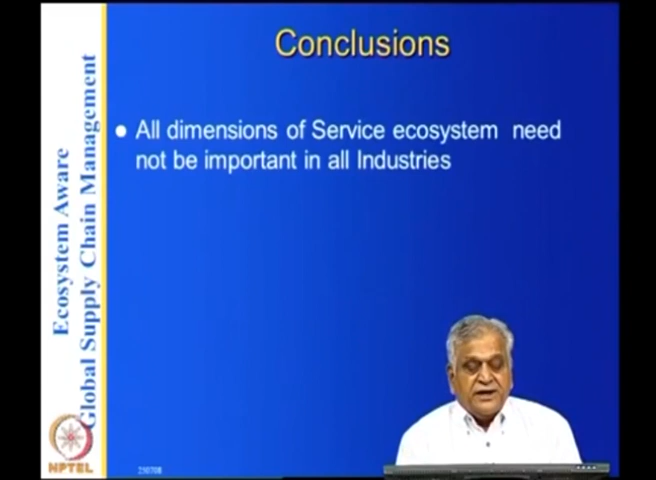 Conclusions
All dimensions of Service ecosystem need
not be important in all Industries
Ecosystem Aware
Global Supply Chain Management
NPTEL
250708